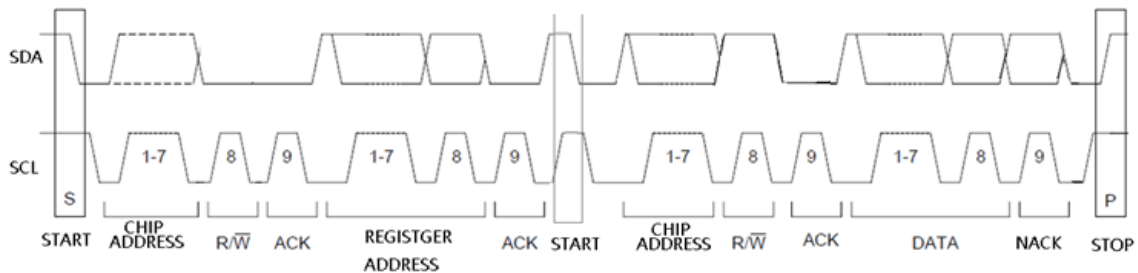 SDA
SCL
1-7
8
9
1-7
8
9
1-7
8
9
1-7
8
9
S
P
START
CHIP
ADDRESS
R/W̅
ACK
REGISTGER
ADDRESS
ACK
START
CHIP
ADDRESS
R/W̅
ACK
DATA
NACK
STOP